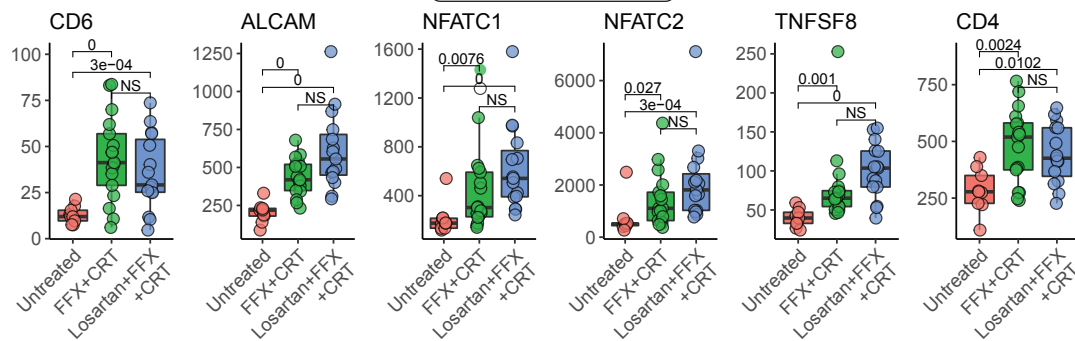 CD6
100
75
50
25
0
0
3e-04
NS
Untreated
FFX+CRT
Losartan+FFX
+CRT
ALCAM
1250
1000
750
500
250
0
0
NS
Untreated
FFX+CRT
Losartan+FFX
+CRT
NFATC1
1600
1200
800
400
0.0076
0
NS
Untreated
FFX+CRT
Losartan+FFX
+CRT
NFATC2
6000
4000
2000
0
0.027
3e-04
NS
Untreated
FFX+CRT
Losartan+FFX
+CRT
TNFSF8
250
200
150
100
50
0.001
0
NS
Untreated
FFX+CRT
Losartan+FFX
+CRT
CD4
750
500
250
0.0024
0.0102
NS
Untreated
FFX+CRT
Losartan+FFX
+CRT